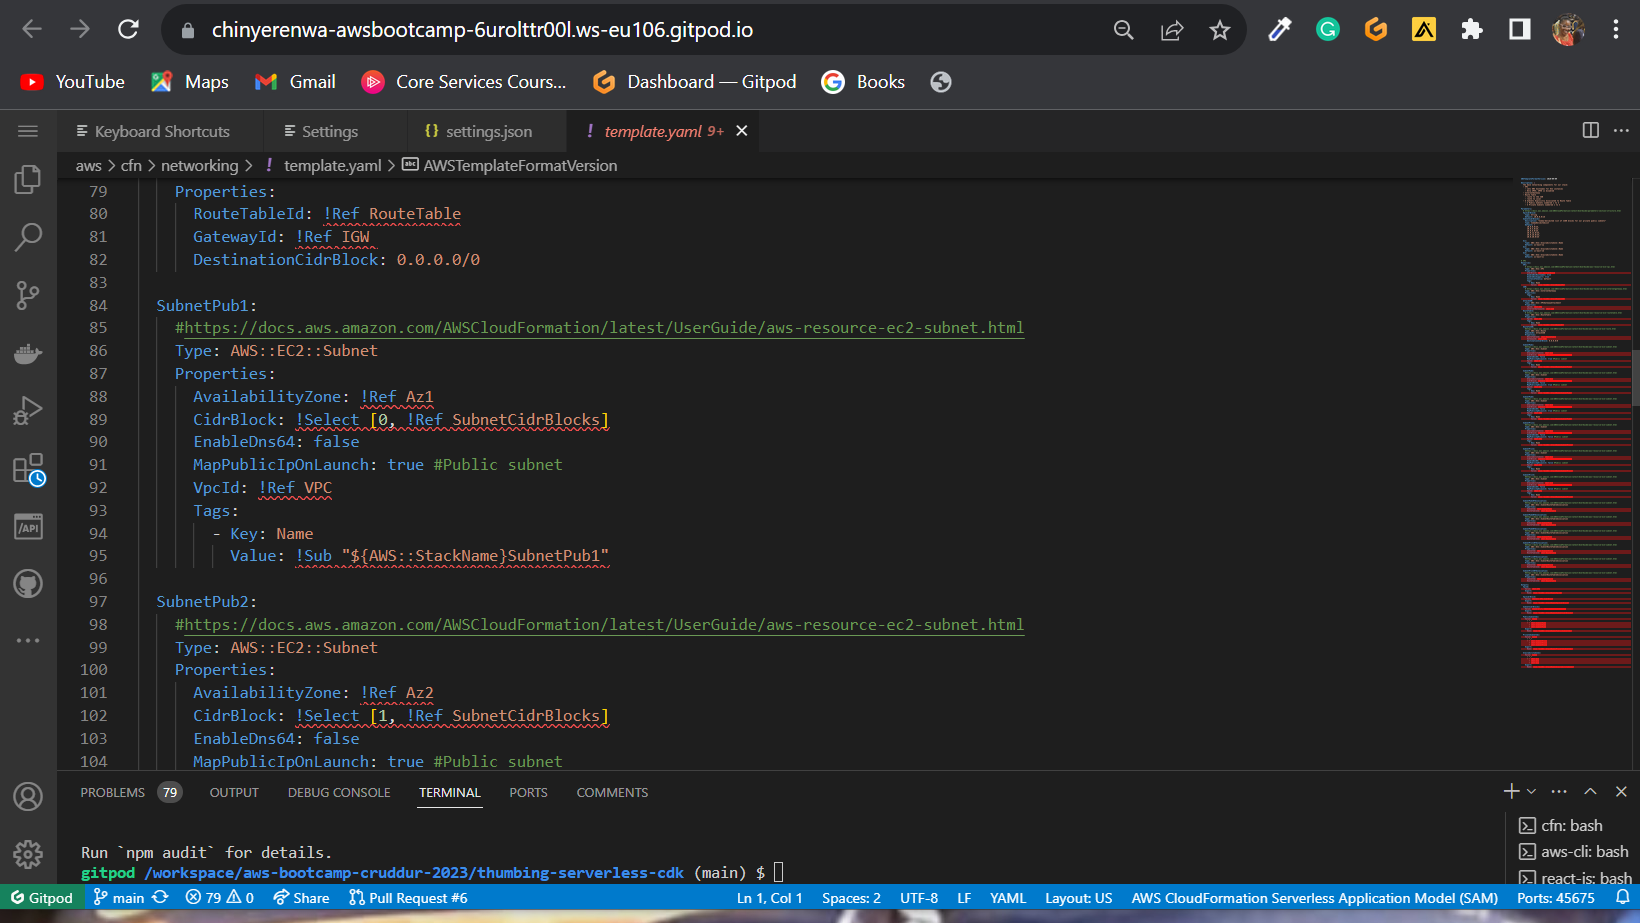 chinyerenwa-awsbootcamp-6urolttr00l.ws-eu106.gitpod.io
YouTube Maps Gmail Core Services Cours... Dashboard — Gitpod Books
Keyboard Shortcuts Settings {} settings.json ! template.yaml 9+
aws > cfn > networking > ! template.yaml > AWSTemplateFormatVersion
79 Properties:
80 RouteTableId: !Ref RouteTable
81 GatewayId: !Ref IGW
82 DestinationCidrBlock: 0.0.0.0/0
83
84 SubnetPub1:
85 #https://docs.aws.amazon.com/AWSCloudFormation/latest/UserGuide/aws-resource-ec2-subnet.html
86 Type: AWS::EC2::Subnet
87 Properties:
88 AvailabilityZone: !Ref Az1
89 CidrBlock: !Select [0, !Ref SubnetCidrBlocks]
90 EnableDns64: false
91 MapPublicIpOnLaunch: true #Public subnet
92 VpcId: !Ref VPC
93 Tags:
94 - Key: Name
95 Value: !Sub "${AWS::StackName}SubnetPub1"
96
97 SubnetPub2:
98 #https://docs.aws.amazon.com/AWSCloudFormation/latest/UserGuide/aws-resource-ec2-subnet.html
99 Type: AWS::EC2::Subnet
100 Properties:
101 AvailabilityZone: !Ref Az2
102 CidrBlock: !Select [1, !Ref SubnetCidrBlocks]
103 EnableDns64: false
104 MapPublicIpOnLaunch: true #Public subnet
/API
PROBLEMS 79 OUTPUT DEBUG CONSOLE TERMINAL PORTS COMMENTS
Run `npm audit` for details.
gitpod /workspace/aws-bootcamp-cruddur-2023/thumbing-serverless-cdk (main) $
cfn: bash
aws-cli: bash
react-js: bash
Gitpod main 79 0 Share Pull Request #6 Ln 1, Col 1 Spaces: 2 UTF-8 LF YAML Layout: US AWS CloudFormation Serverless Application Model (SAM) Ports: 45675